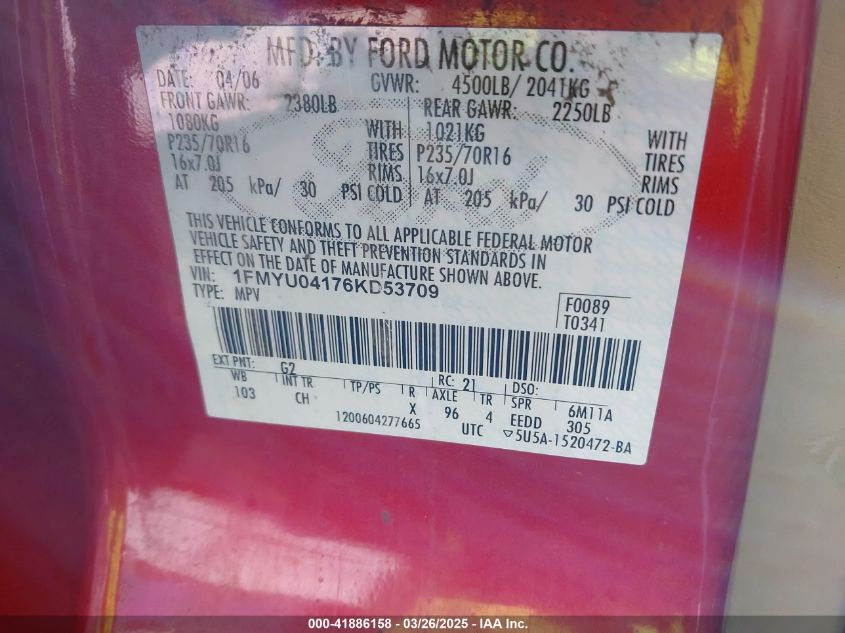 MFD. BY FORD MOTOR CO.
DATE: 04/06 GVWR: 4500LB/ 2041KG
FRONT GAWR: 2380LB REAR GAWR: 2250LB
1080KG WITH 1021KG WITH
P235/70R16 TIRES P235/70R16 TIRES
16x7.0J RIMS 16x7.0J RIMS
AT 205 kPa/ 30 PSI COLD AT 205 kPa/ 30 PSI COLD
THIS VEHICLE CONFORMS TO ALL APPLICABLE FEDERAL MOTOR
VEHICLE SAFETY AND THEFT PREVENTION STANDARDS IN
EFFECT ON THE DATE OF MANUFACTURE SHOWN ABOVE.
VIN: 1FMYU04176KD53709
TYPE: MPV
F0089
T0341
EXT PNT: G2 RC: 21 DSO:
WB INT TR TP/PS R AXLE TR SPR 6M11A
103 CH X 96 4 EEDD 305
1200604277665 UTC ▽5U5A-1520472-BA
Ford
000-41886158 - 03/26/2025 - IAA Inc.